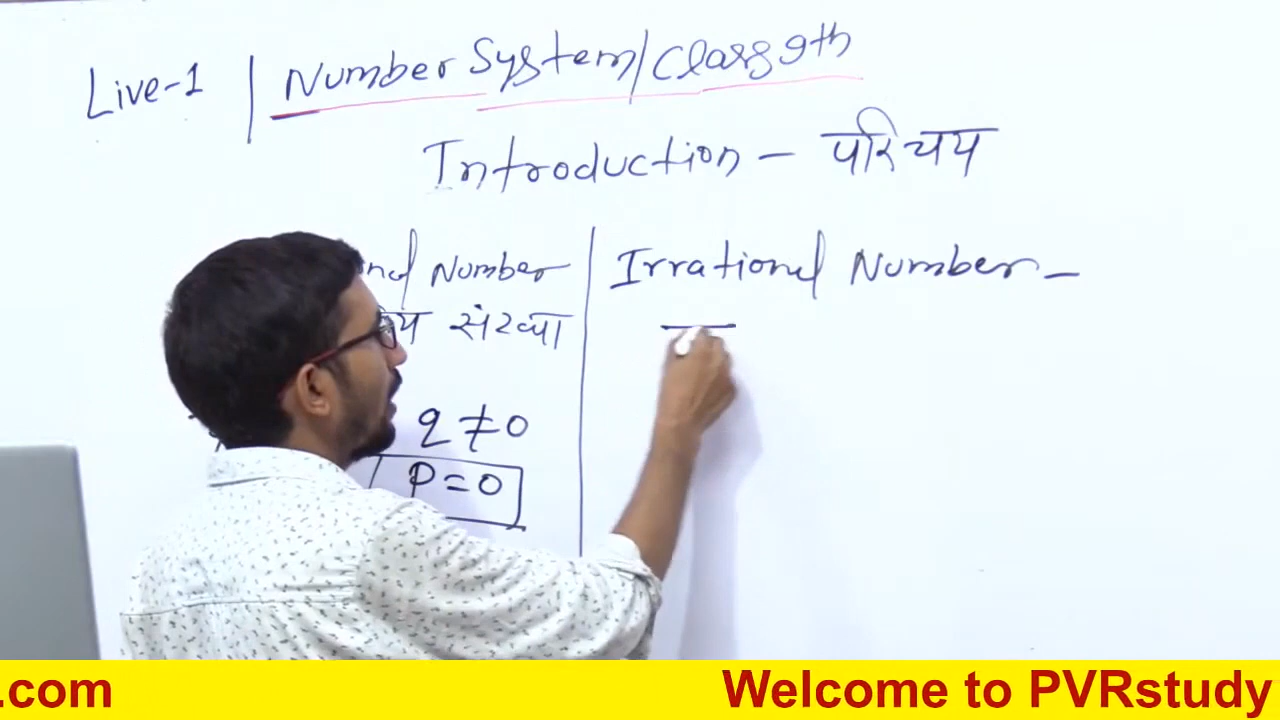 Live-1 | Number System/Class 9th
Introduction - परिचय
Number
संख्या
q ≠ 0
P = 0
Irrational Number -
.com
Welcome to PVRstudy